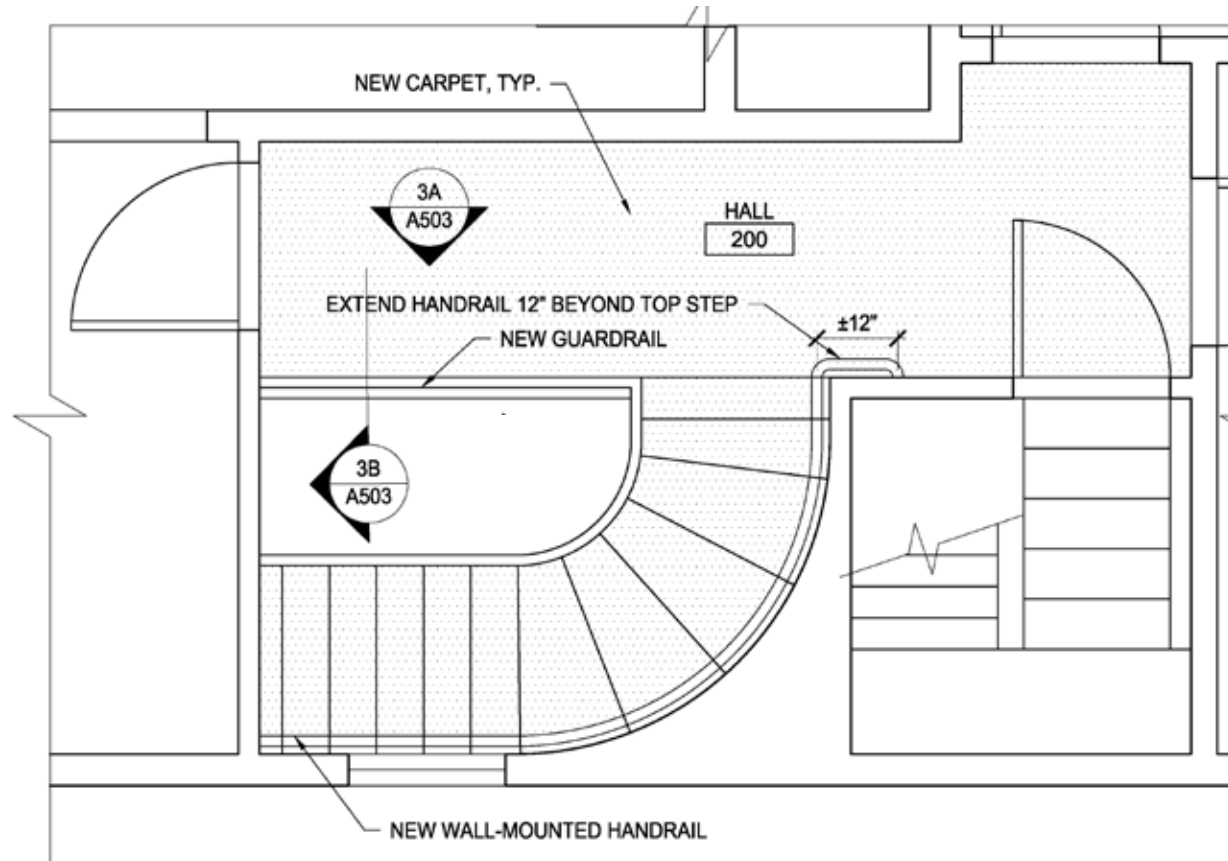 NEW CARPET, TYP.
3A
A503
HALL
200
EXTEND HANDRAIL 12" BEYOND TOP STEP
±12"
NEW GUARDRAIL
3B
A503
NEW WALL-MOUNTED HANDRAIL